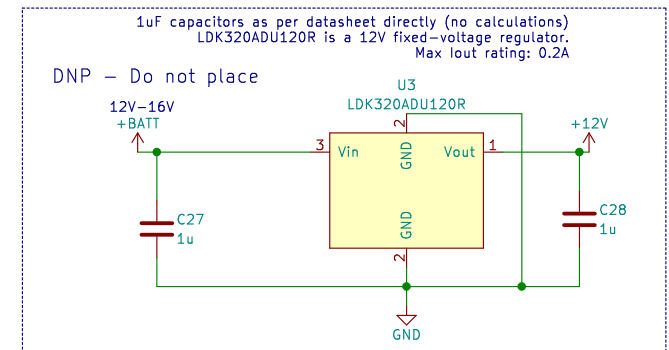 1uF capacitors as per datasheet directly (no calculations)
LDK320ADU120R is a 12V fixed-voltage regulator.
Max Iout rating: 0.2A
DNP - Do not place
U3
LDK320ADU120R
12V-16V
+BATT
+12V
2
3
Vin
GND
Vout
1
C27
1u
C28
1u
GND
2
GND